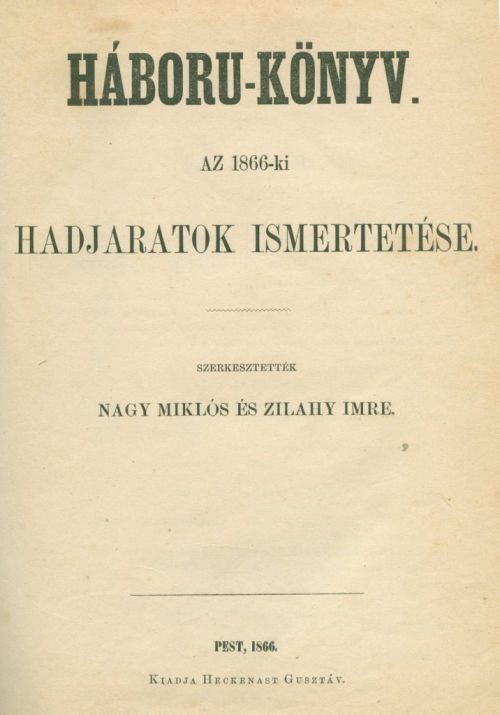 HÁBORU-KÖNYV.
AZ 1866-ki
HADJARATOK ISMERTETÉSE.
SZERKESZTETTÉK
NAGY MIKLÓS ÉS ZILAHY IMRE.
PEST, 1866.
KIADJA HECKENAST GUSZTÁV.